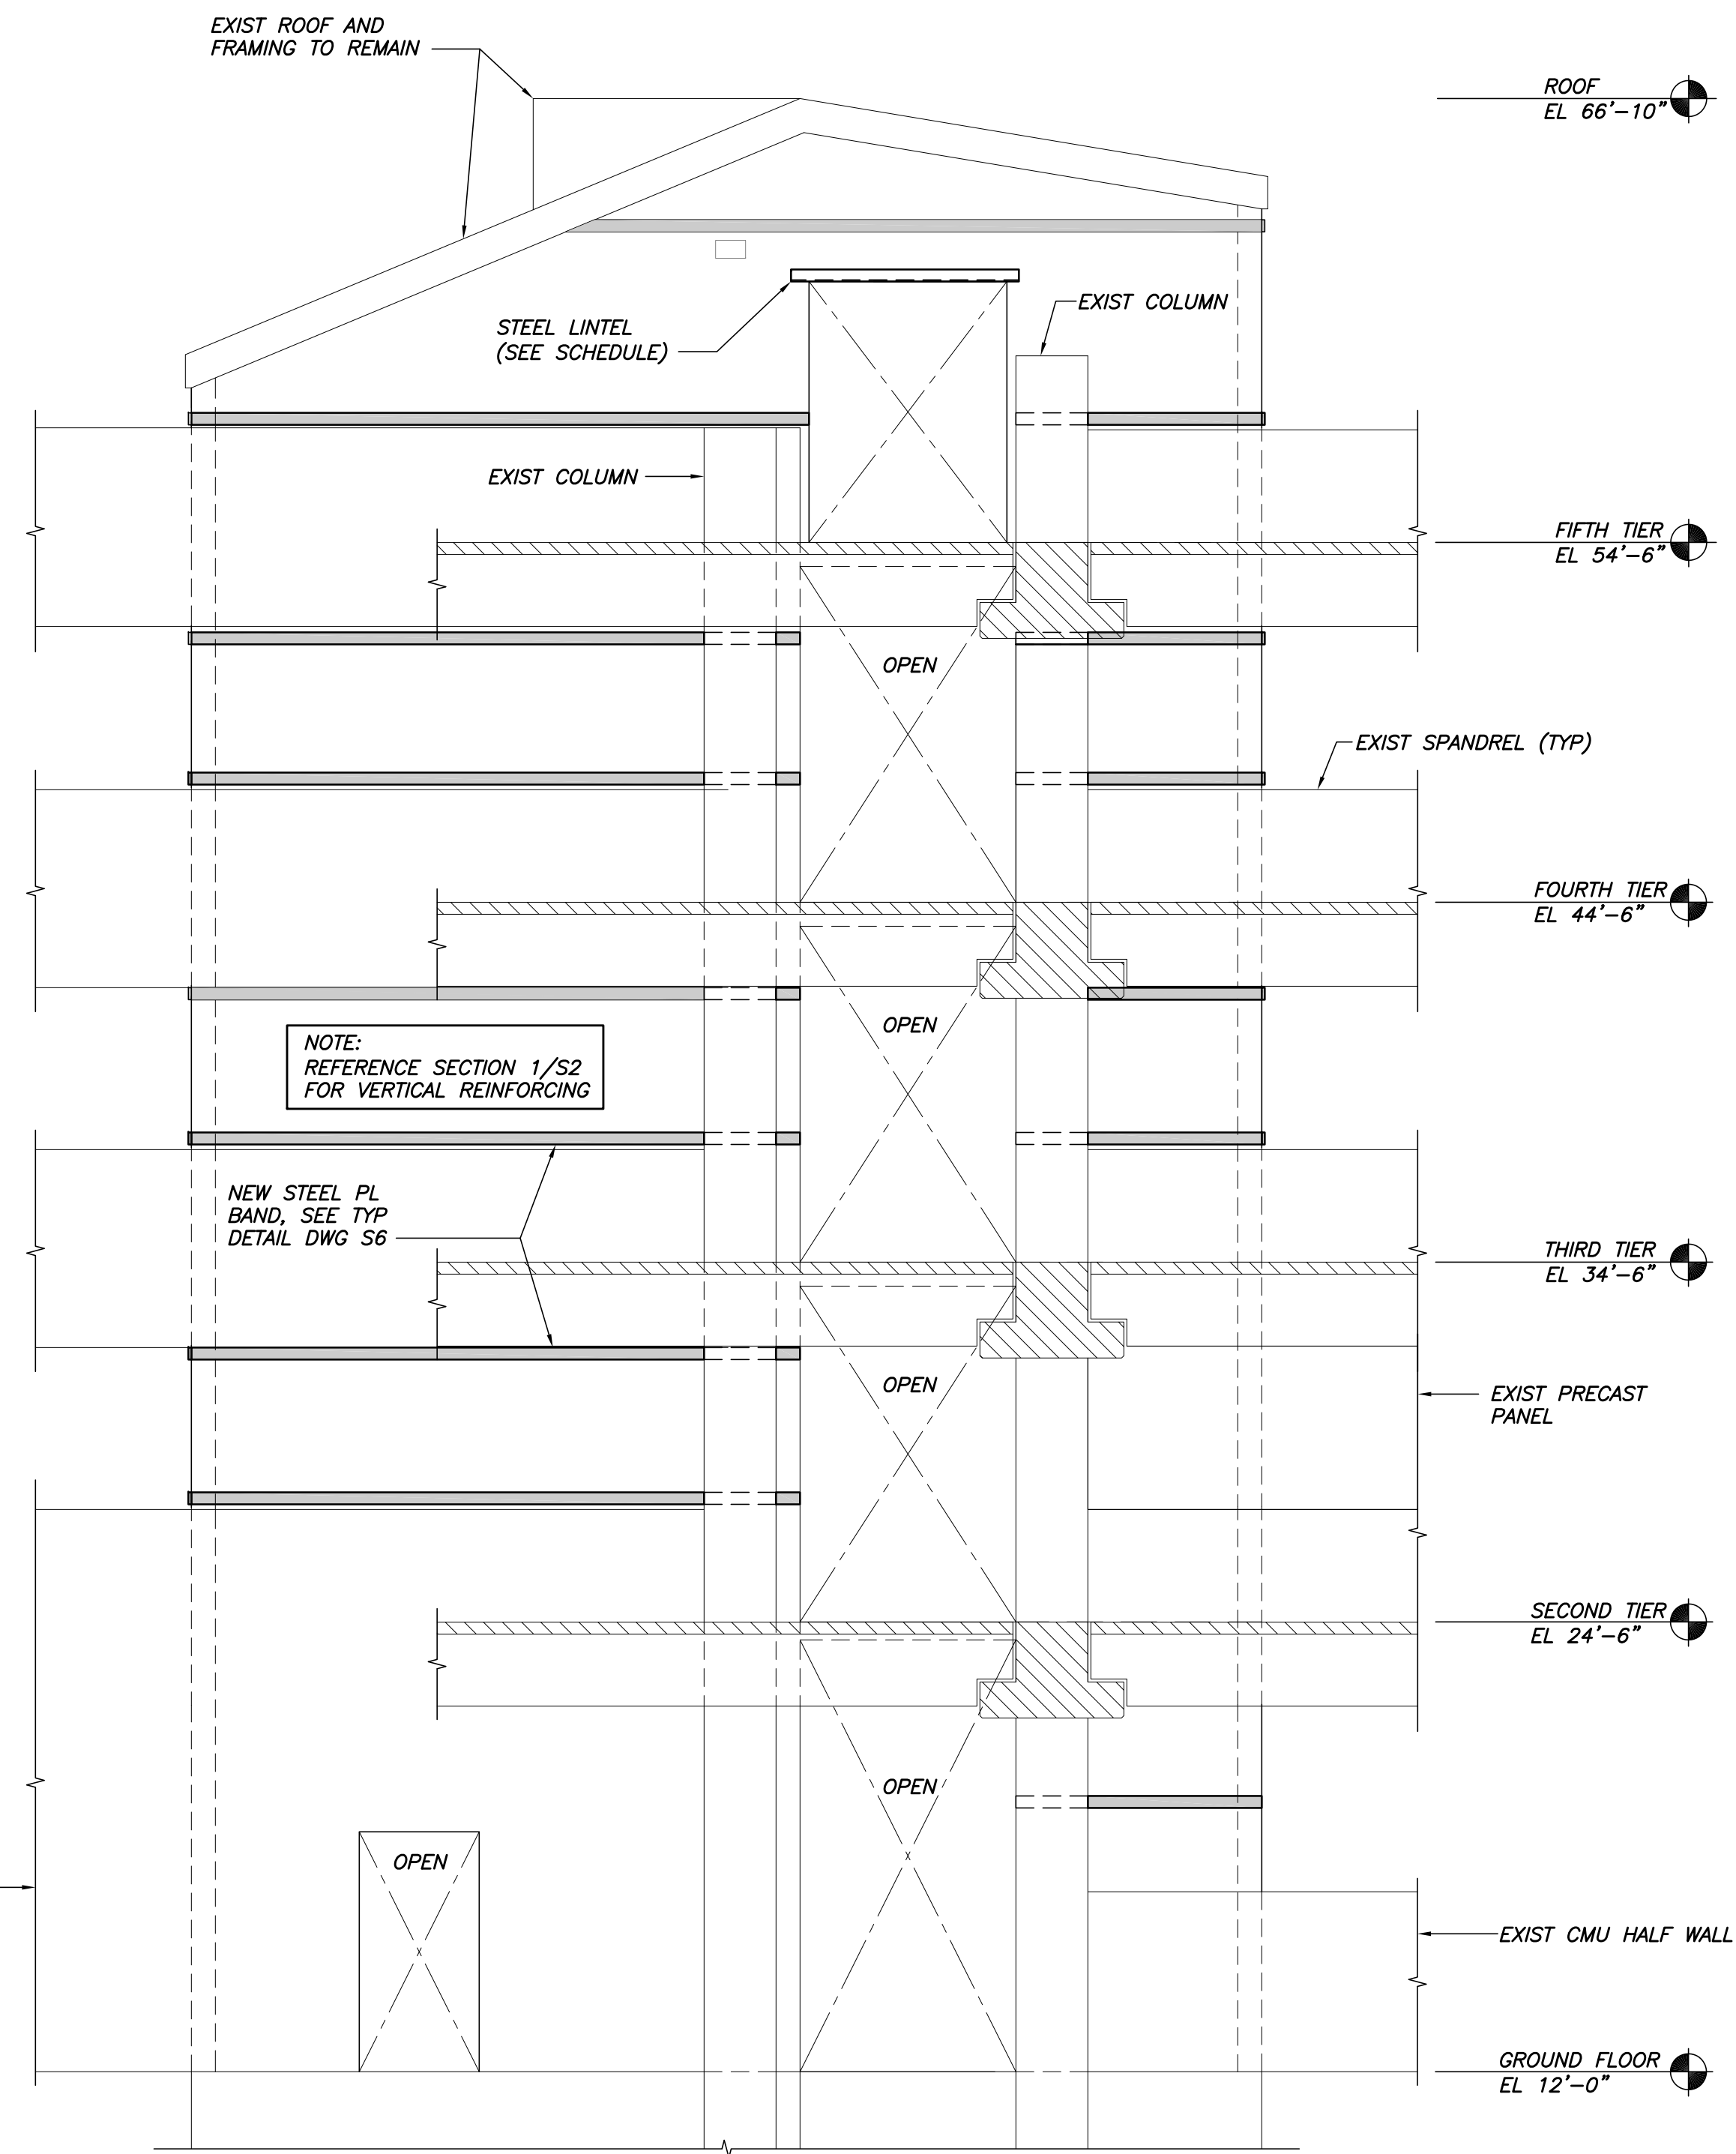 EXIST ROOF AND
FRAMING TO REMAIN
ROOF
EL 66'-10"
EXIST COLUMN
STEEL LINTEL
(SEE SCHEDULE)
EXIST COLUMN
FIFTH TIER
EL 54'-6"
OPEN
EXIST SPANDREL (TYP)
FOURTH TIER
EL 44'-6"
OPEN
NOTE:
REFERENCE SECTION 1/S2
FOR VERTICAL REINFORCING
NEW STEEL PL
BAND, SEE TYP
DETAIL DWG S6
THIRD TIER
EL 34'-6"
OPEN
EXIST PRECAST
PANEL
SECOND TIER
EL 24'-6"
OPEN
OPEN
EXIST CMU HALF WALL
GROUND FLOOR
EL 12'-0"